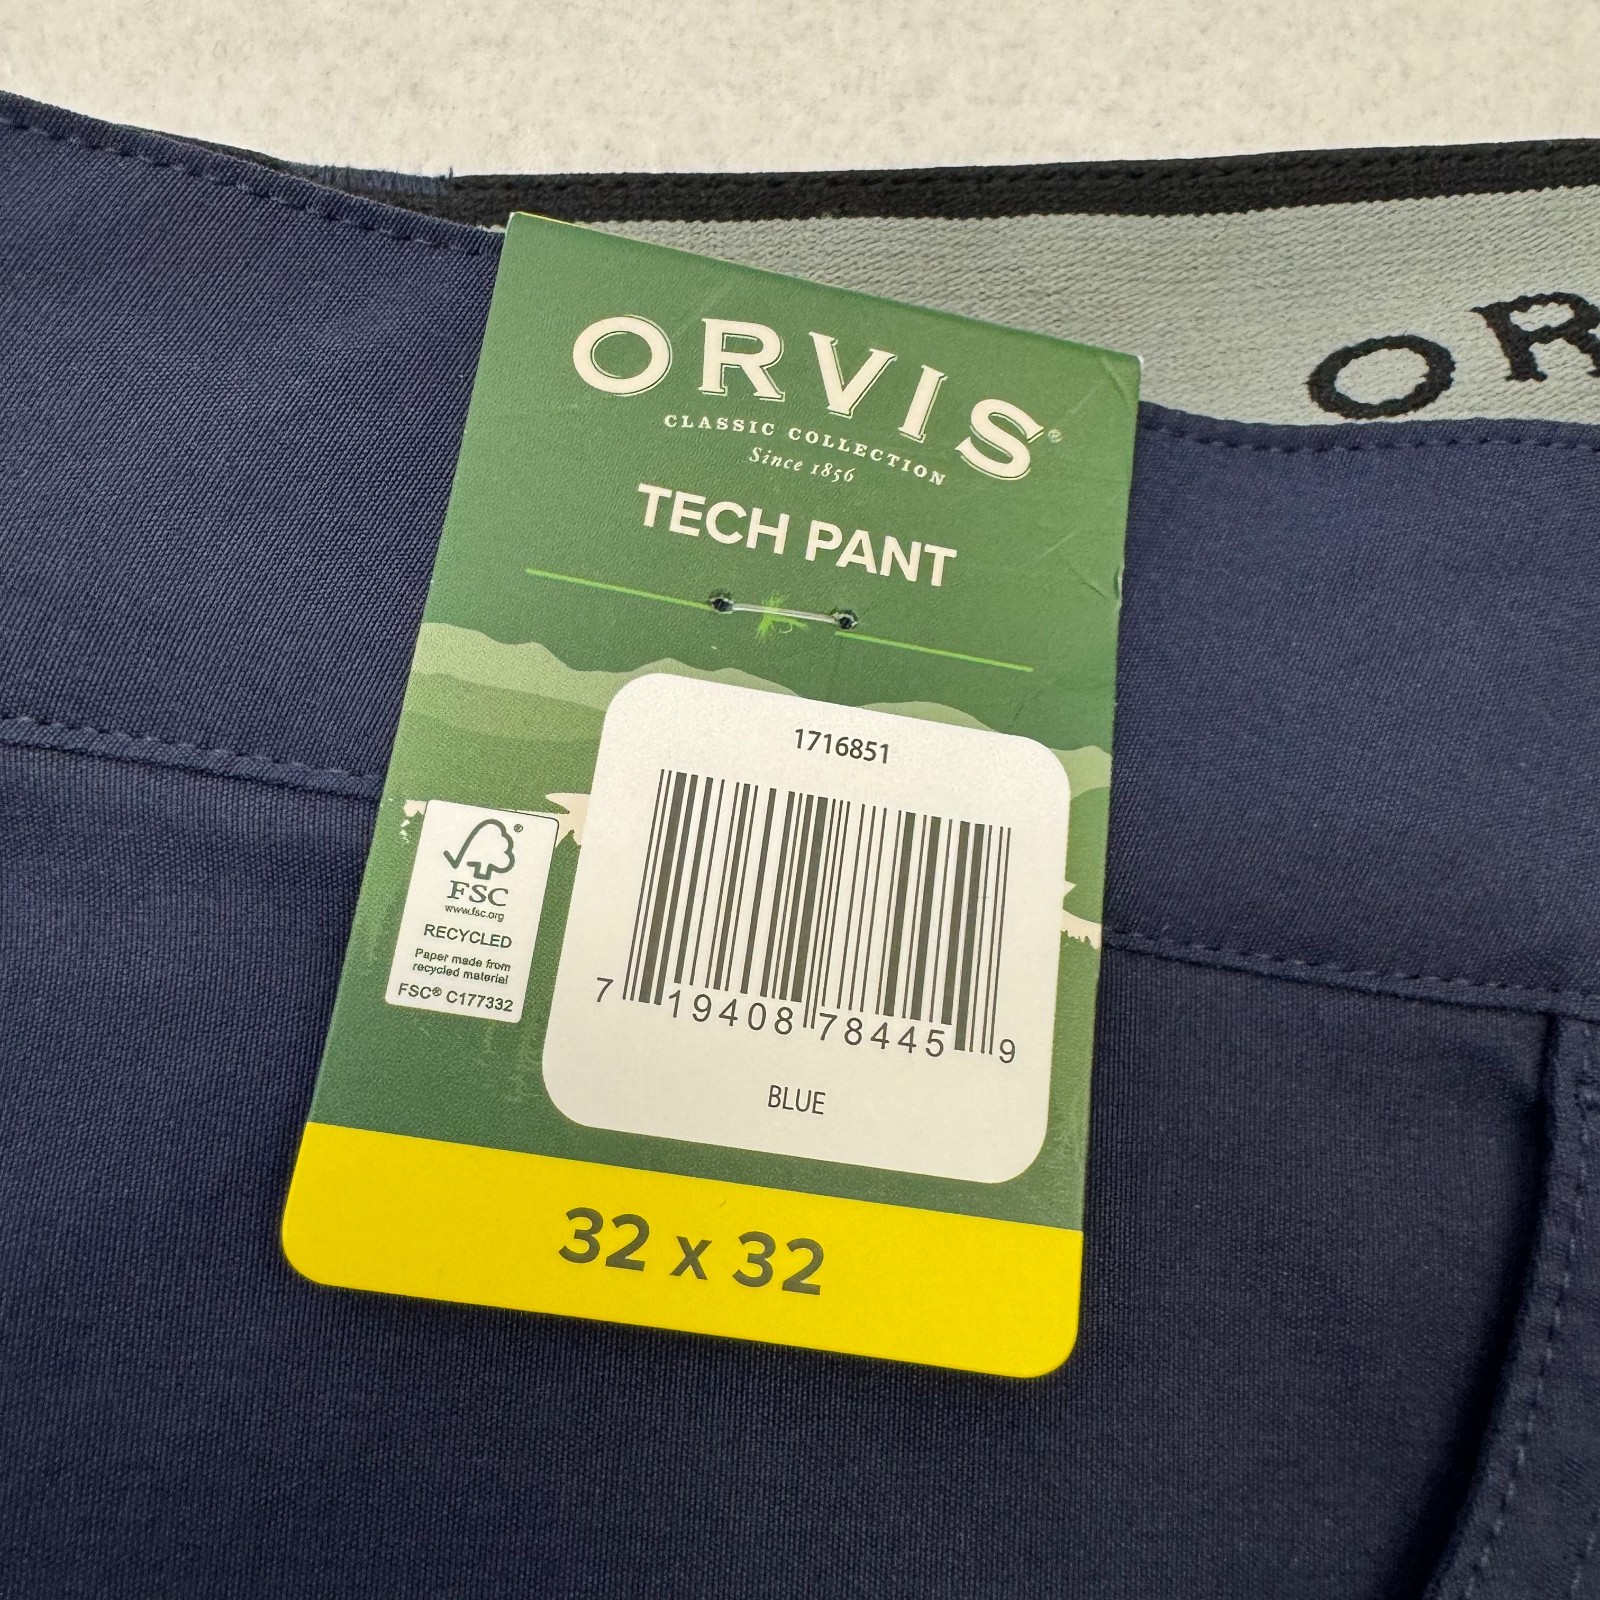 ORVIS®
CLASSIC COLLECTION
Since 1856
TECH PANT
1716851
7 19408 78445 9
BLUE
FSC®
www.fsc.org
RECYCLED
Paper made from
recycled material
FSC® C177332
32 x 32
OR